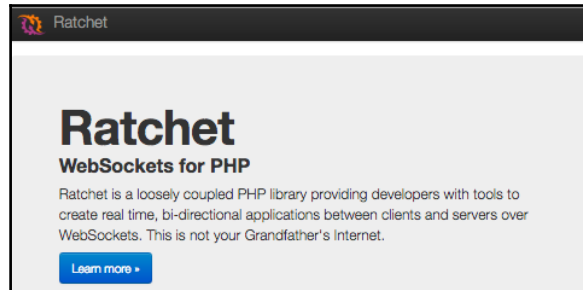 Ratchet
Ratchet
WebSockets for PHP
Ratchet is a loosely coupled PHP library providing developers with tools to
create real time, bi-directional applications between clients and servers over
WebSockets. This is not your Grandfather's Internet.
Learn more »